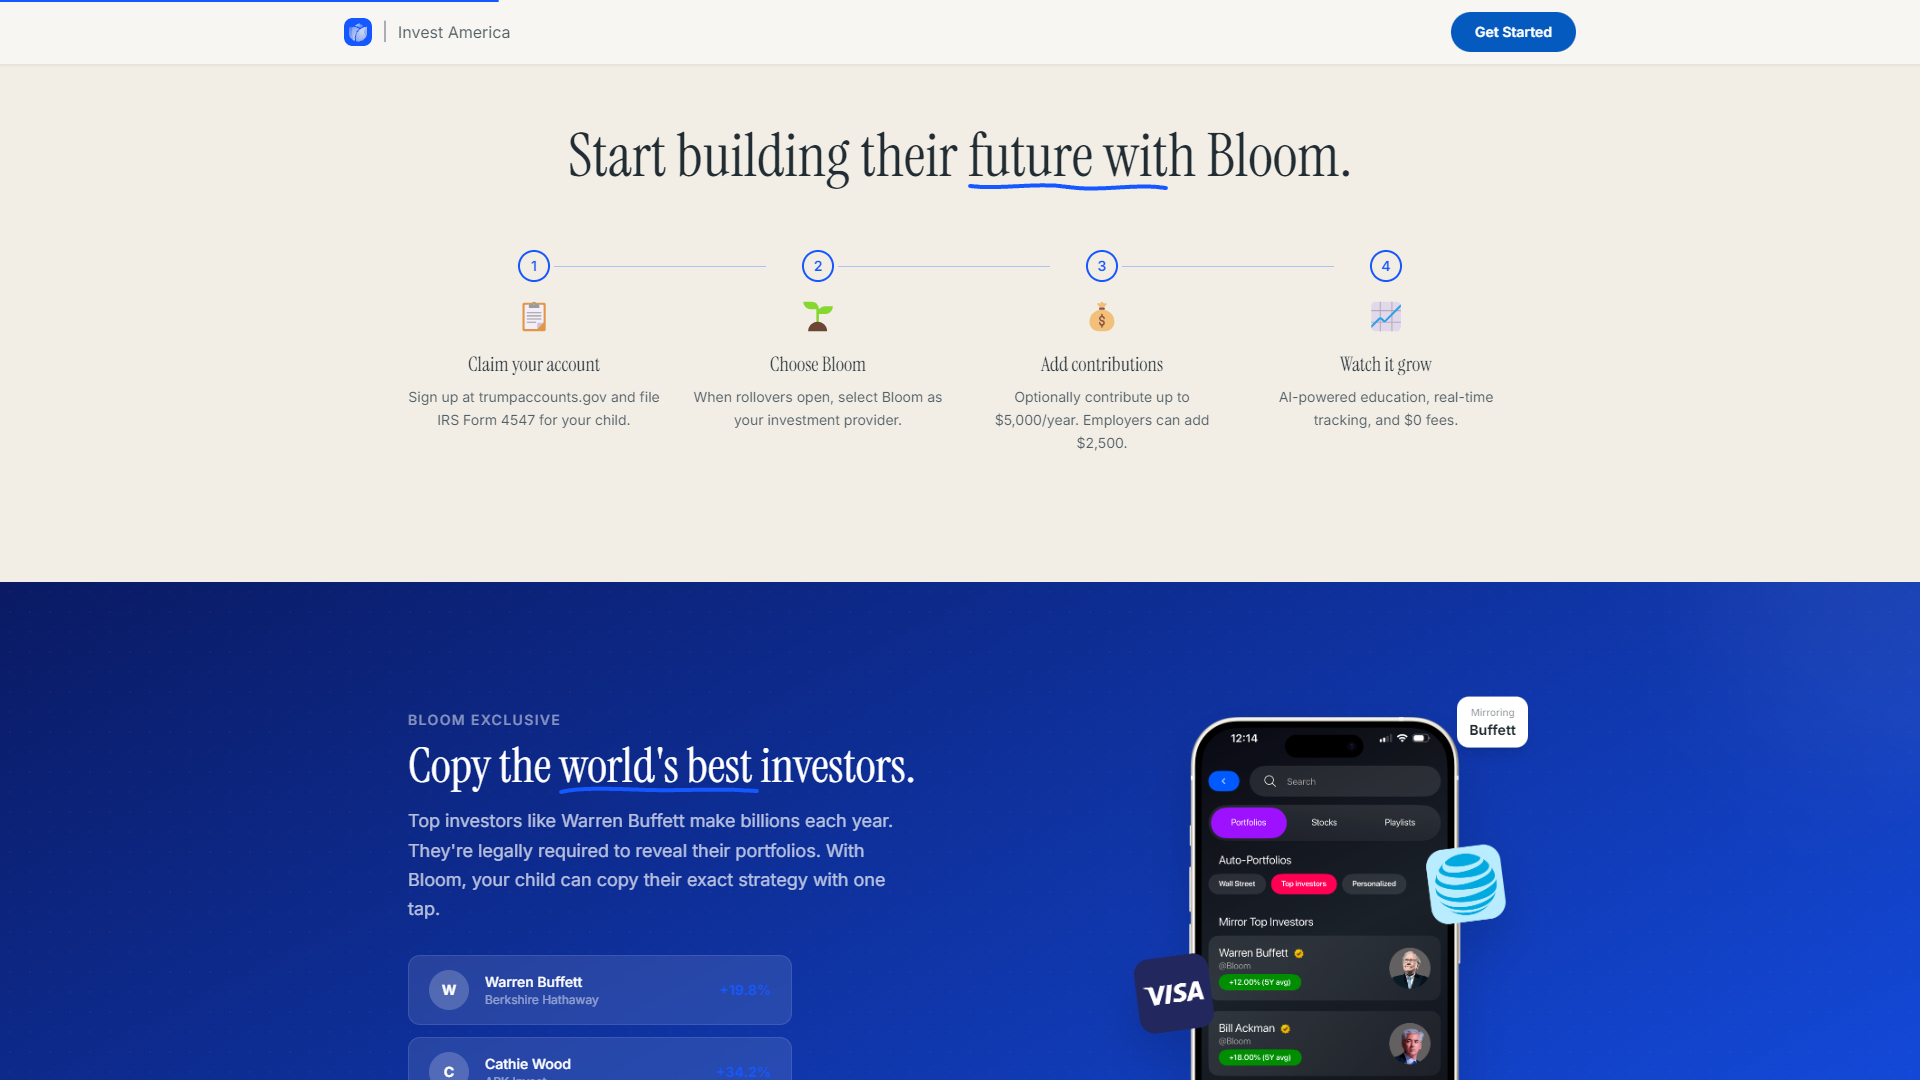 Invest America
Get Started
Start building their future with Bloom.
1
2
3
4
Claim your account
Sign up at trumpaccounts.gov and file
IRS Form 4547 for your child.
Choose Bloom
When rollovers open, select Bloom as
your investment provider.
Add contributions
Optionally contribute up to
$5,000/year. Employers can add
$2,500.
Watch it grow
AI-powered education, real-time
tracking, and $0 fees.
BLOOM EXCLUSIVE
Copy the world's best investors.
Top investors like Warren Buffett make billions each year.
They're legally required to reveal their portfolios. With
Bloom, your child can copy their exact strategy with one
tap.
W
Warren Buffett
Berkshire Hathaway
+19.8%
C
Cathie Wood
ARK Invest
+34.2%
Mirroring
Buffett
12:14
Search
Portfolios
Stocks
Playlists
Auto-Portfolios
Wall Street
Top investors
Personalized
Mirror Top Investors
Warren Buffett
@Bloom
+12.00% (5Y avg)
Bill Ackman
@Bloom
+18.00% (5Y avg)
VISA